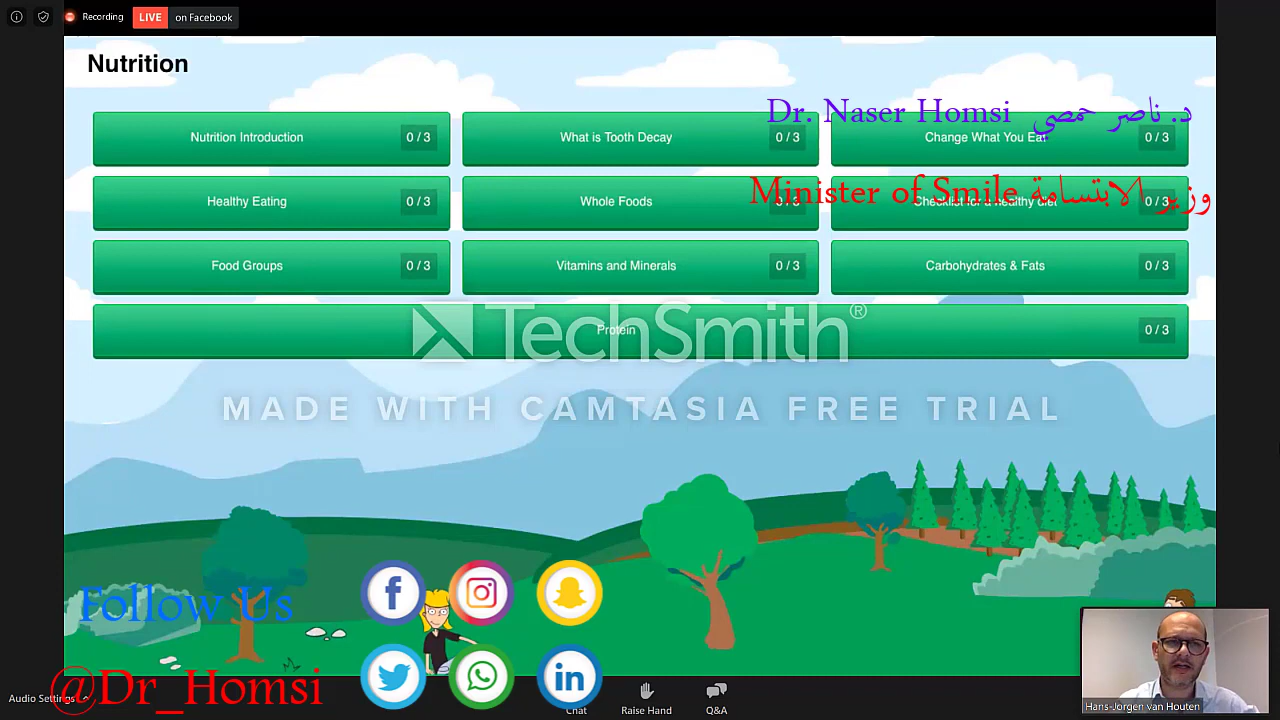 Recording LIVE on Facebook
Nutrition
Dr. Naser Homsi د. ناصر حمصي
Nutrition Introduction 0 / 3
What is Tooth Decay 0 / 3
Change What You Eat 0 / 3
Minister of Smile وزير الابتسامة
Healthy Eating 0 / 3
Whole Foods 0 / 3
Checklist for a healthy diet 0 / 3
Food Groups 0 / 3
Vitamins and Minerals 0 / 3
Carbohydrates & Fats 0 / 3
Protein 0 / 3
TechSmith®
MADE WITH CAMTASIA FREE TRIAL
Follow Us
@Dr_Homsi
Audio Settings
Chat
Raise Hand
Q&A
Hans-Jorgen van Houten